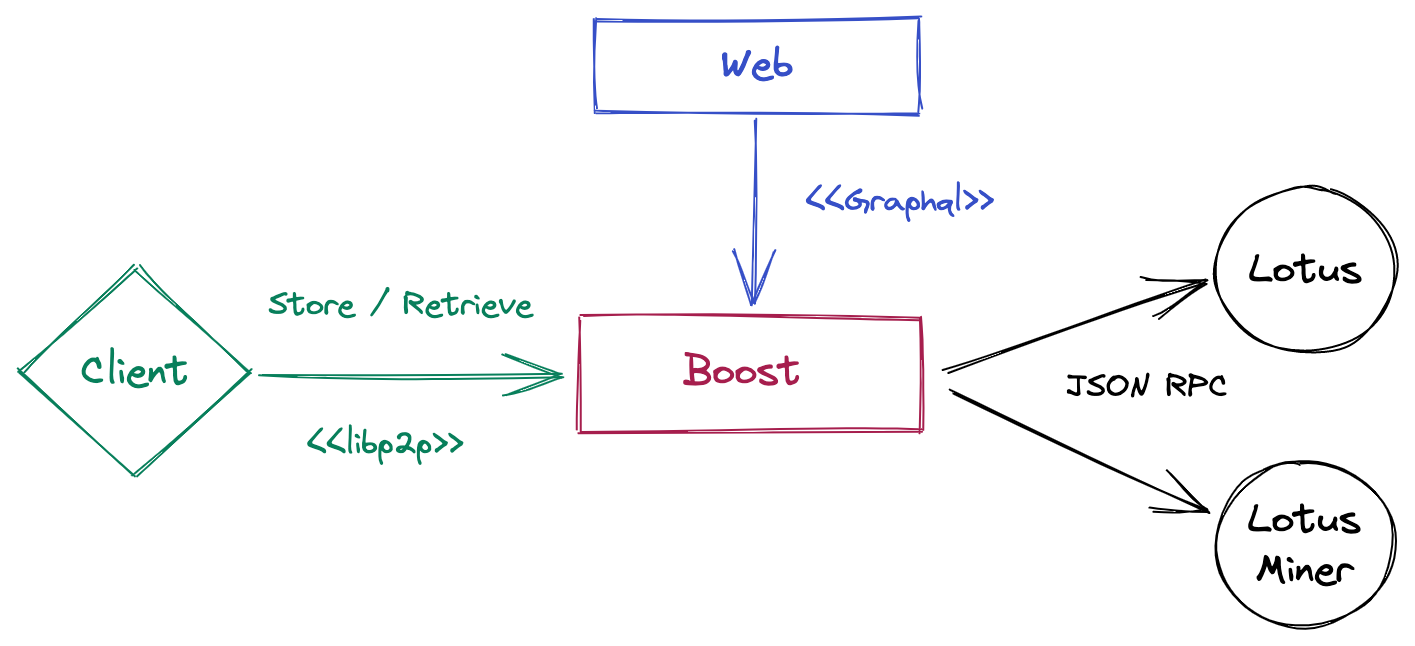 Web
<<Graphql>>
Store / Retrieve
Client
<<libp2p>>
Boost
Lotus
JSON RPC
Lotus
Miner